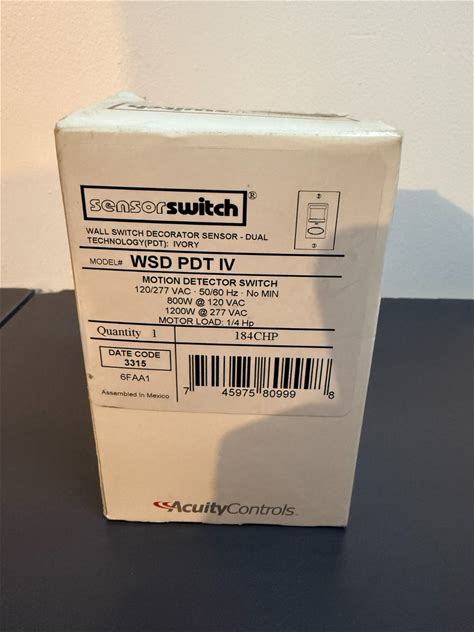 sensorswitch®
WALL SWITCH DECORATOR SENSOR - DUAL
TECHNOLOGY(PDT): IVORY
MODEL# WSD PDT IV
MOTION DETECTOR SWITCH
120/277 VAC · 50/60 Hz · No MIN
800W @ 120 VAC
1200W @ 277 VAC
MOTOR LOAD: 1/4 Hp
Quantity 1 184CHP
DATE CODE
3315
6FAA1
Assembled In Mexico
7 45975 80999 8
AcuityControls